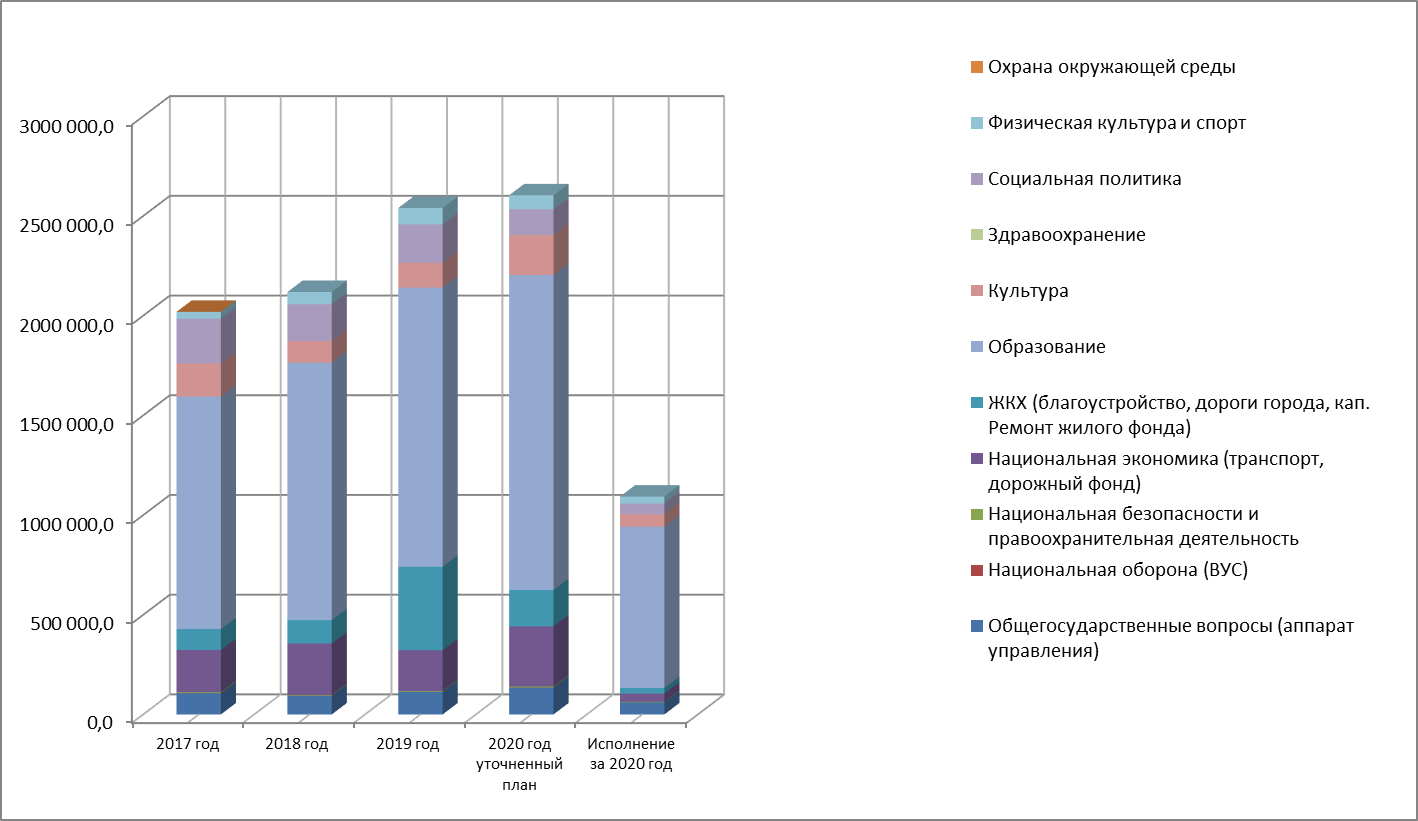 3000 000,0
2500 000,0
2000 000,0
1500 000,0
1000 000,0
500 000,0
0,0
2017 год
2018 год
2019 год
2020 год
уточненный
план
Исполнение
за 2020 год
Охрана окружающей среды
Физическая культура и спорт
Социальная политика
Здравоохранение
Культура
Образование
ЖКХ (благоустройство, дороги города, кап.
Ремонт жилого фонда)
Национальная экономика (транспорт,
дорожный фонд)
Национальная безопасности и
правоохранительная деятельность
Национальная оборона (ВУС)
Общегосударственные вопросы (аппарат
управления)